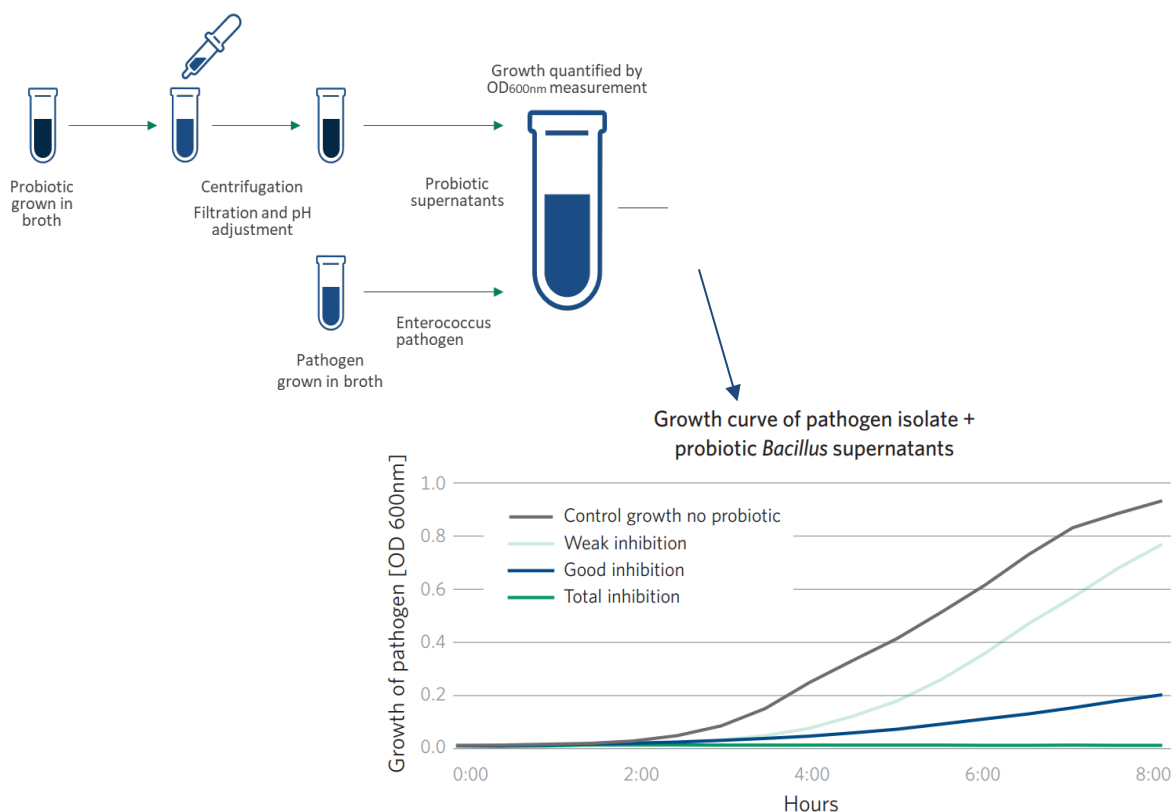 Growth quantified by
OD600nm measurement
Probiotic
grown in
broth
Centrifugation
Filtration and pH
adjustment
Probiotic
supernatants
Enterococcus
pathogen
Pathogen
grown in broth
Growth curve of pathogen isolate +
probiotic Bacillus supernatants
Growth of pathogen [OD 600nm]
1.0
0.8
0.6
0.4
0.2
0.0
Control growth no probiotic
Weak inhibition
Good inhibition
Total inhibition
0:00 2:00 4:00 6:00 8:00
Hours